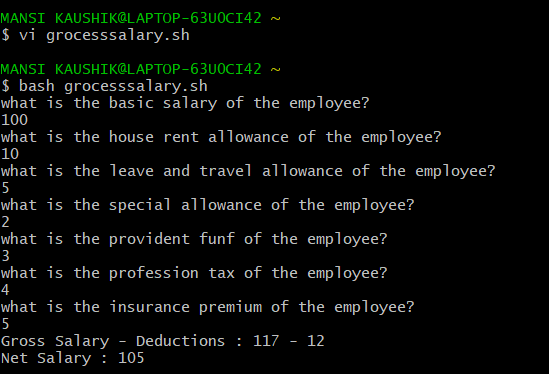 MANSI KAUSHIK@LAPTOP-63UOCI42 ~
$ vi grocesssalary.sh
MANSI KAUSHIK@LAPTOP-63UOCI42 ~
$ bash grocesssalary.sh
what is the basic salary of the employee?
100
what is the house rent allowance of the employee?
10
what is the leave and travel allowance of the employee?
5
what is the special allowance of the employee?
2
what is the provident funf of the employee?
3
what is the profession tax of the employee?
4
what is the insurance premium of the employee?
5
Gross Salary - Deductions : 117 - 12
Net Salary : 105